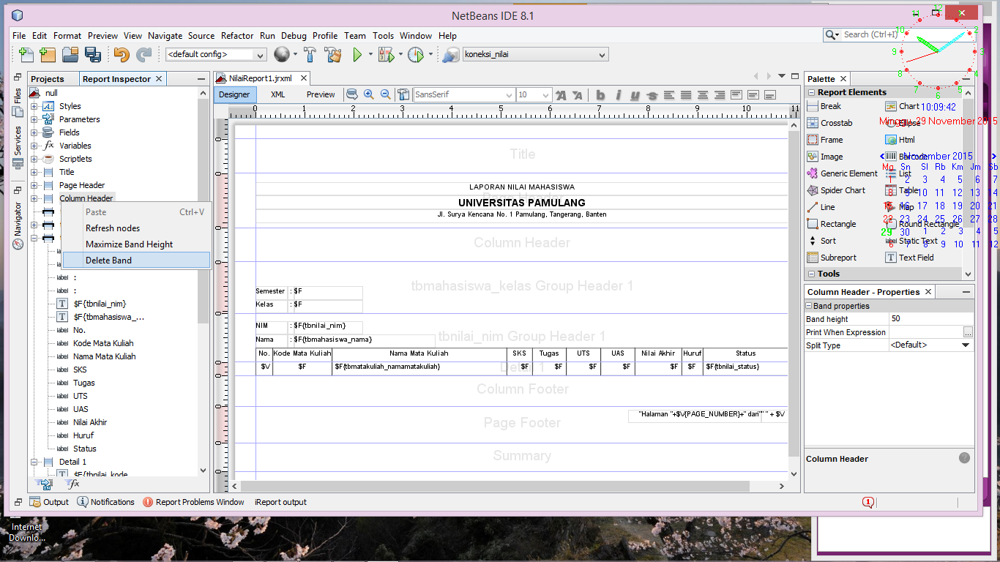 NetBeans IDE 8.1
File Edit Format Preview View Navigate Source Refactor Run Debug Profile Team Tools Window Help
Search (Ctrl+I)
<default config>
koneksi_nilai
Projects
Report Inspector
null
Styles
Parameters
Fields
Variables
Scriptlets
Title
Page Header
Column Header
Paste Ctrl+V
Refresh nodes
Maximize Band Height
Delete Band
label :
label :
$F{tbnilai_nim}
$F{tbmahasiswa_...
label No.
label Kode Mata Kuliah
label Nama Mata Kuliah
label SKS
label Tugas
label UTS
label UAS
label Nilai Akhir
label Huruf
label Status
Detail 1
$F{tbnilai_kode
Files
Services
Navigator
NilaiReport1.jrxml
Designer XML Preview
SansSerif
10
0 1 2 3 4 5 6 7 8 9 10 11
Title
LAPORAN NILAI MAHASISWA
UNIVERSITAS PAMULANG
Jl. Surya Kencana No. 1 Pamulang, Tangerang, Banten
Column Header
tbmahasiswa_kelas Group Header 1
Semester : $F
Kelas : $F
NIM : $F{tbnilai_nim}
Nama : $F{tbmahasiswa_nama}
tbnilai_nim Group Header 1
No. Kode Mata Kuliah Nama Mata Kuliah SKS Tugas UTS UAS Nilai Akhir Huruf Status
$V $F $F{tbmatakuliah_namamatakuliah} $F $F $F $F $F $F $F{tbnilai_status}
Detail 1
Column Footer
"Halaman "+$V{PAGE_NUMBER}+" dari" " " + $V
Page Footer
Summary
Palette
Report Elements
Break Chart
Crosstab Ellipse
Frame Html
Image Barcode
Generic Element List
Spider Chart Table
Line Map
Rectangle Round Rectangle
Sort Static Text
Subreport Text Field
Tools
12
11
10 2
9 3
8 4
7 5
6
10:09:42
Minggu, 29 November 2015
November 2015
Mg Sn Sl Rb Km Jm Sb
1 2 3 4 5 6 7
8 9 10 11 12 13 14
15 16 17 18 19 20 21
22 23 24 25 26 27 28
29 30 1 2 3 4 5
6 7 8 9 10 11 12
Column Header - Properties
Band properties
Band height 50
Print When Expression
Split Type <Default>
Column Header
Output
Notifications
Report Problems Window
iReport output
1
Internet
Downlo...